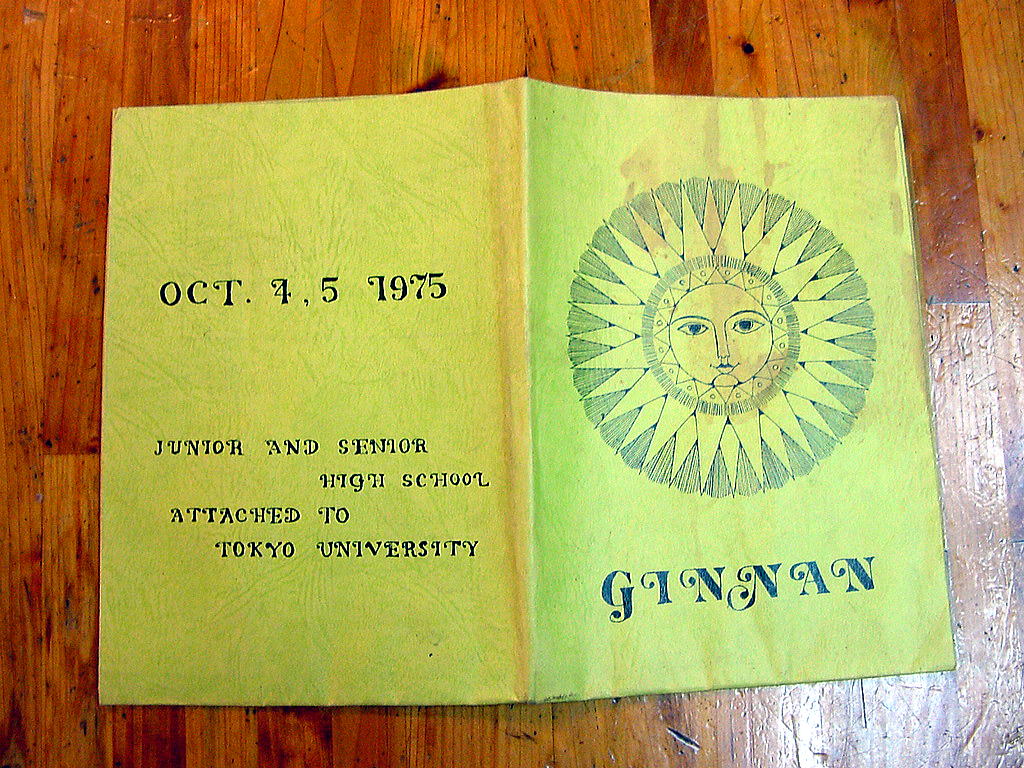 OCT. 4, 5 1975
JUNIOR AND SENIOR
HIGH SCHOOL
ATTACHED TO
TOKYO UNIVERSITY
GINNAN